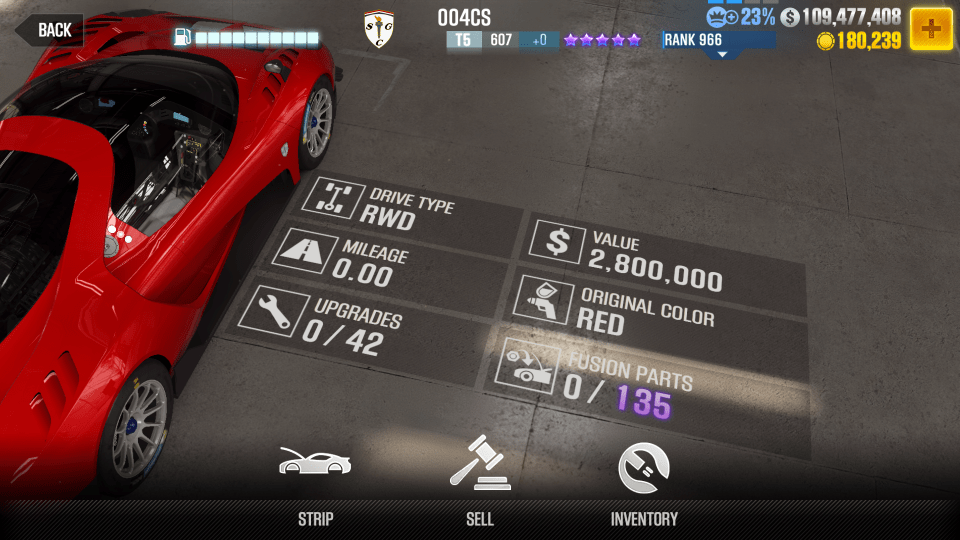 BACK
S G
C
004CS
T5 607 +0
RANK 966
23%
$ 109,477,408
180,239
+
DRIVE TYPE
RWD
MILEAGE
0.00
UPGRADES
0/42
$
VALUE
2,800,000
ORIGINAL COLOR
RED
FUSION PARTS
0/135
STRIP
SELL
INVENTORY